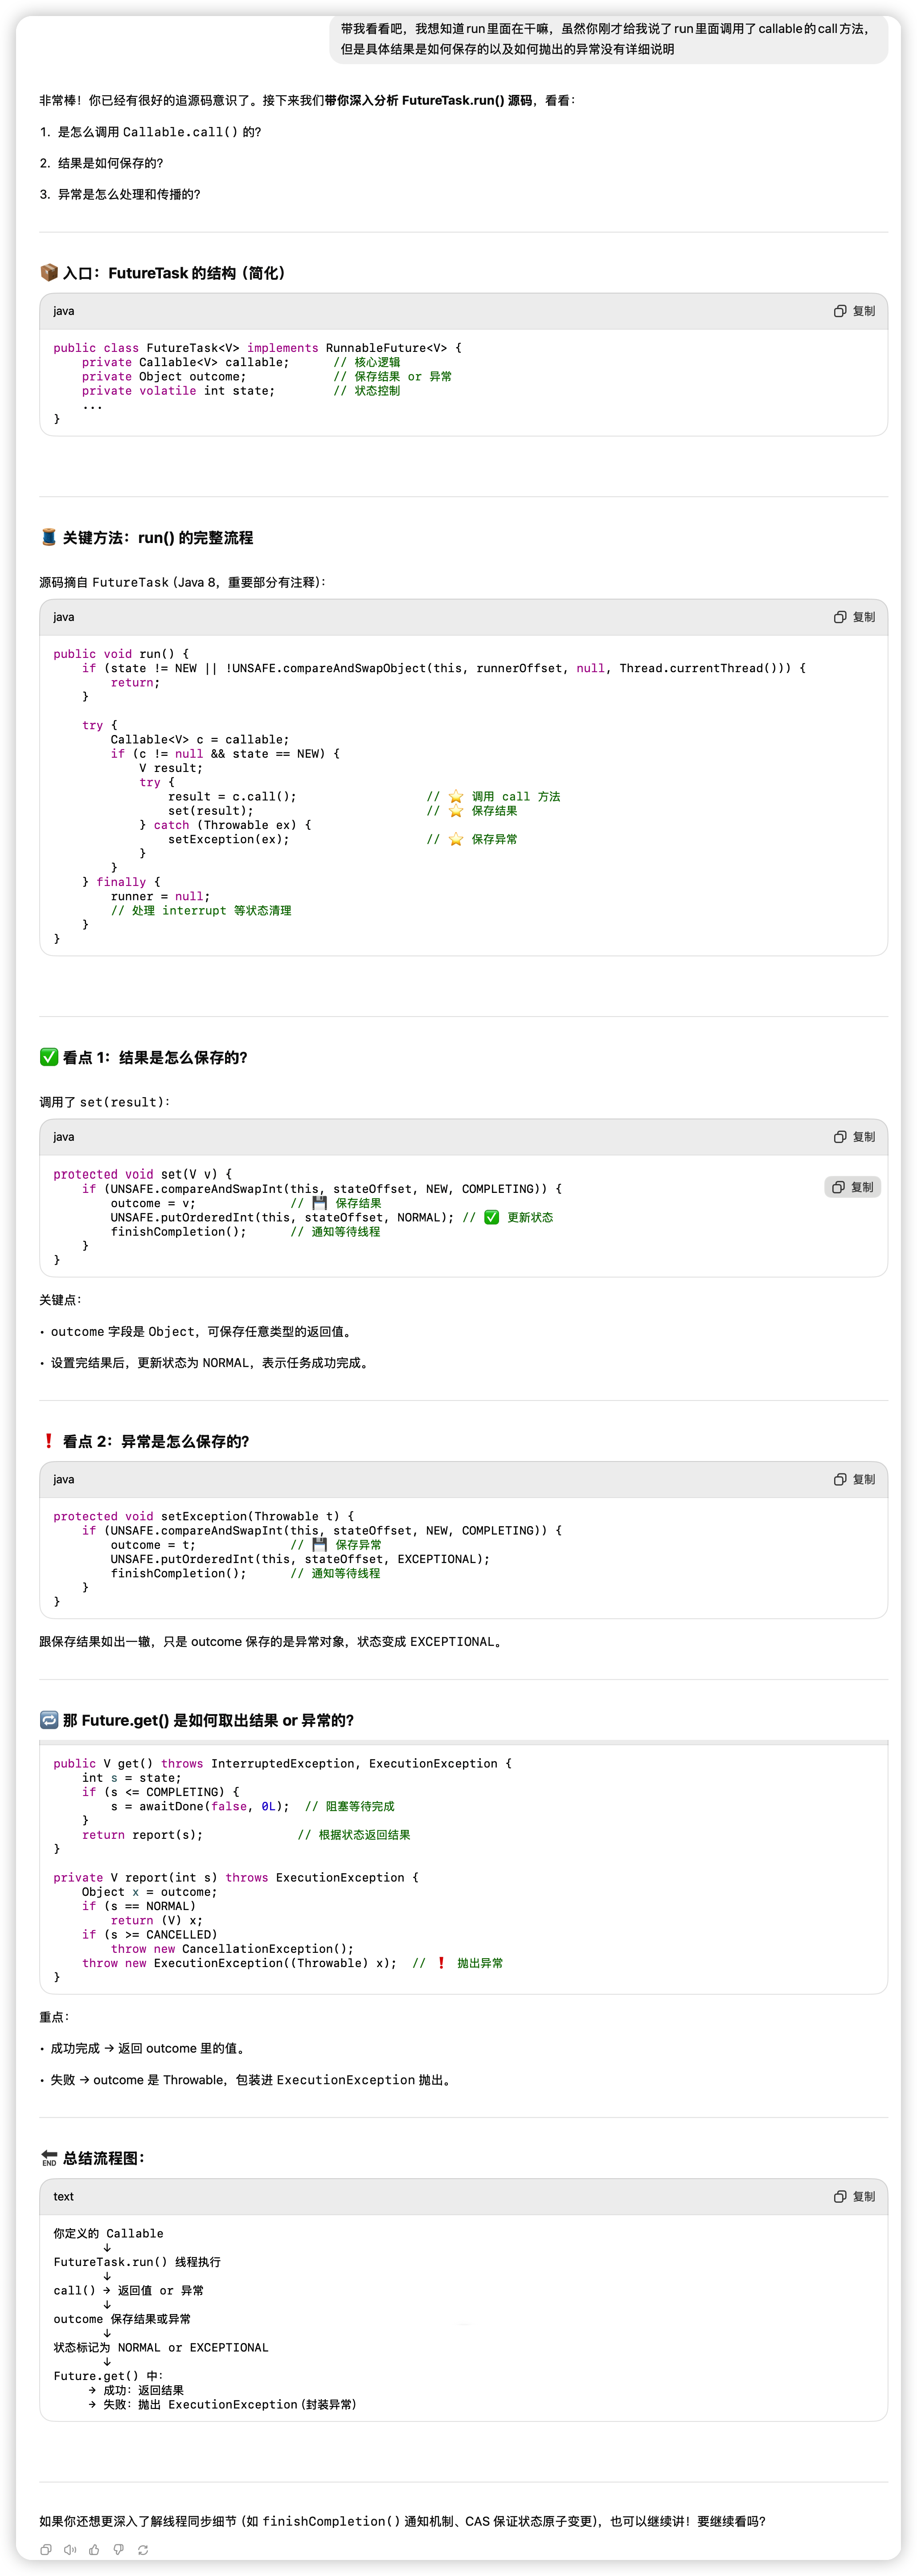 带我看看吧，我想知道run里面在干嘛，虽然你刚才给我说了run里面调用了callable的call方法，
但是具体结果是如何保存的以及如何抛出的异常没有详细说明
非常棒！你已经有很好的追源码意识了。接下来我们带你深入分析 FutureTask.run() 源码，看看：
1. 是怎么调用 Callable.call() 的？
2. 结果是如何保存的？
3. 异常是怎么处理和传播的？
📦 入口：FutureTask 的结构（简化）
java
复制
public class FutureTask<V> implements RunnableFuture<V> {
    private Callable<V> callable;      // 核心逻辑
    private Object outcome;            // 保存结果 or 异常
    private volatile int state;        // 状态控制
    ...
}
🧵 关键方法：run() 的完整流程
源码摘自 FutureTask（Java 8，重要部分有注释）：
java
复制
public void run() {
    if (state != NEW || !UNSAFE.compareAndSwapObject(this, runnerOffset, null, Thread.currentThread())) {
        return;
    }
    try {
        Callable<V> c = callable;
        if (c != null && state == NEW) {
            V result;
            try {
                result = c.call();                  // ⭐ 调用 call 方法
                set(result);                        // ⭐ 保存结果
            } catch (Throwable ex) {
                setException(ex);                   // ⭐ 保存异常
            }
        }
    } finally {
        runner = null;
        // 处理 interrupt 等状态清理
    }
}
✅ 看点 1：结果是怎么保存的？
调用了 set(result)：
java
复制
protected void set(V v) {
复制
    if (UNSAFE.compareAndSwapInt(this, stateOffset, NEW, COMPLETING)) {
        outcome = v;             // 💾 保存结果
        UNSAFE.putOrderedInt(this, stateOffset, NORMAL); // ✅ 更新状态
        finishCompletion();      // 通知等待线程
    }
}
关键点：
• outcome 字段是 Object，可保存任意类型的返回值。
• 设置完结果后，更新状态为 NORMAL，表示任务成功完成。
❗ 看点 2：异常是怎么保存的？
java
复制
protected void setException(Throwable t) {
    if (UNSAFE.compareAndSwapInt(this, stateOffset, NEW, COMPLETING)) {
        outcome = t;             // 💾 保存异常
        UNSAFE.putOrderedInt(this, stateOffset, EXCEPTIONAL);
        finishCompletion();      // 通知等待线程
    }
}
跟保存结果如出一辙，只是 outcome 保存的是异常对象，状态变成 EXCEPTIONAL。
🔁 那 Future.get() 是如何取出结果 or 异常的？
public V get() throws InterruptedException, ExecutionException {
    int s = state;
    if (s <= COMPLETING) {
        s = awaitDone(false, 0L);  // 阻塞等待完成
    }
    return report(s);             // 根据状态返回结果
}
private V report(int s) throws ExecutionException {
    Object x = outcome;
    if (s == NORMAL)
        return (V) x;
    if (s >= CANCELLED)
        throw new CancellationException();
    throw new ExecutionException((Throwable) x);  // ❗ 抛出异常
}
重点：
• 成功完成 → 返回 outcome 里的值。
• 失败 → outcome 是 Throwable，包装进 ExecutionException 抛出。
🔚 总结流程图：
text
复制
你定义的 Callable
       ↓
FutureTask.run() 线程执行
       ↓
call() → 返回值 or 异常
       ↓
outcome 保存结果或异常
       ↓
状态标记为 NORMAL or EXCEPTIONAL
       ↓
Future.get() 中：
     → 成功：返回结果
     → 失败：抛出 ExecutionException（封装异常）
如果你还想更深入了解线程同步细节（如 finishCompletion() 通知机制、CAS 保证状态原子变更），也可以继续讲！要继续看吗？